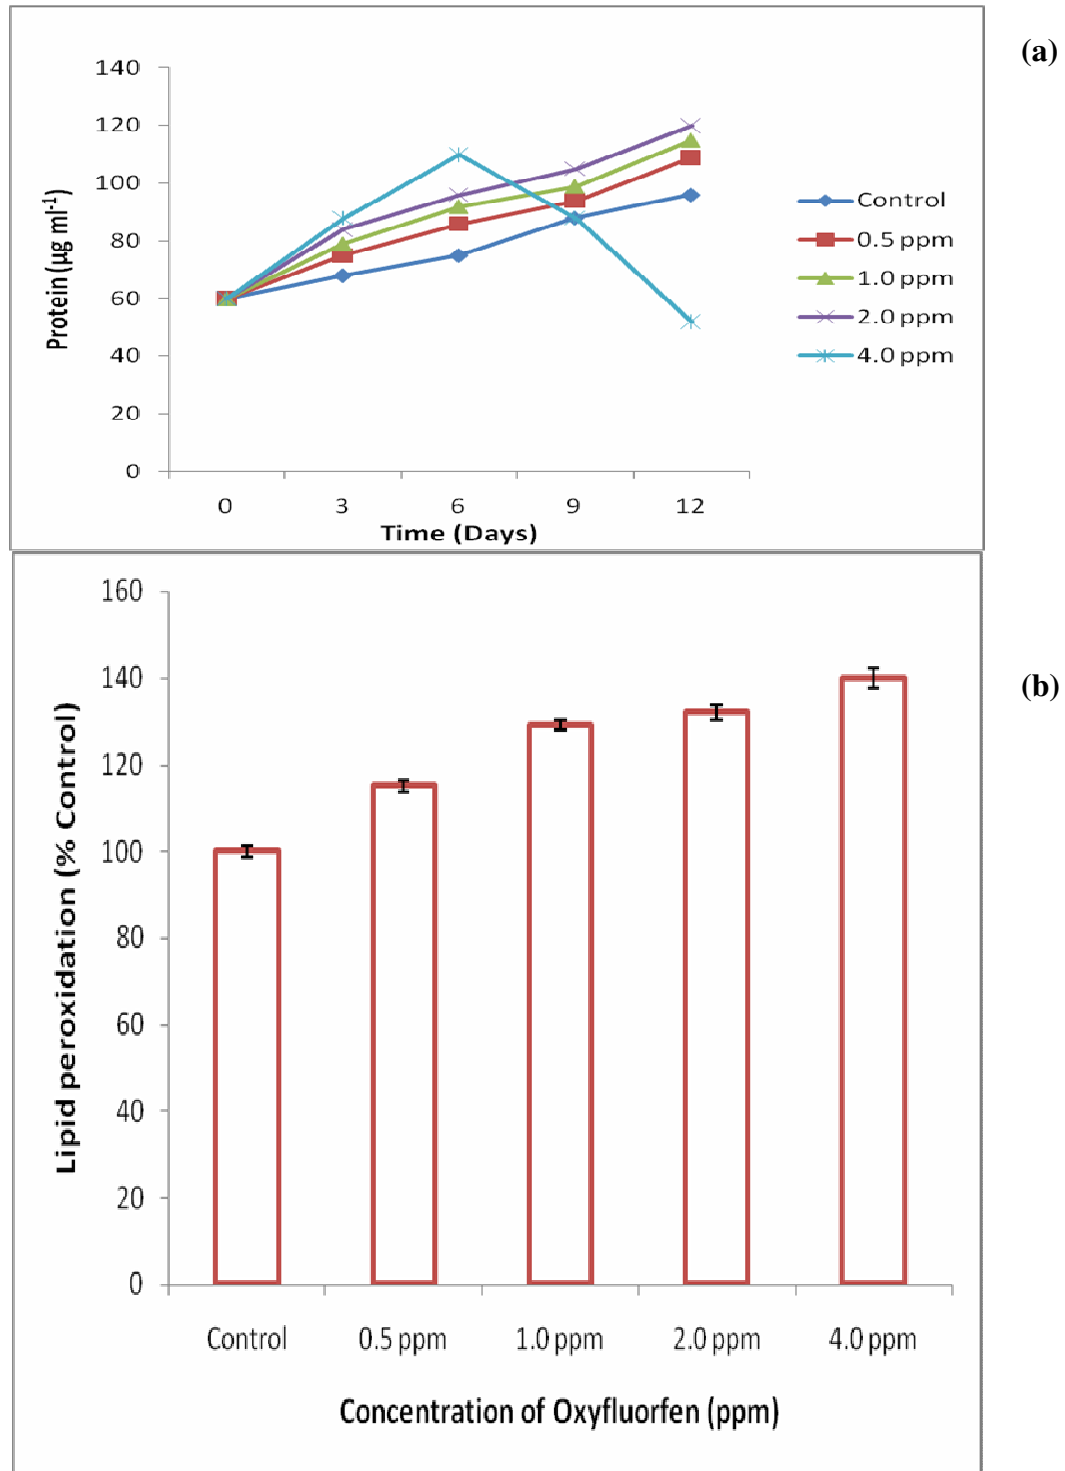 (a)
140
120
100
80
60
40
20
0
Protein (µg ml-1)
0 3 6 9 12
Time (Days)
Control
0.5 ppm
1.0 ppm
2.0 ppm
4.0 ppm
(b)
160
140
120
100
80
60
40
20
0
Lipid peroxidation (% Control)
Control 0.5 ppm 1.0 ppm 2.0 ppm 4.0 ppm
Concentration of Oxyfluorfen (ppm)